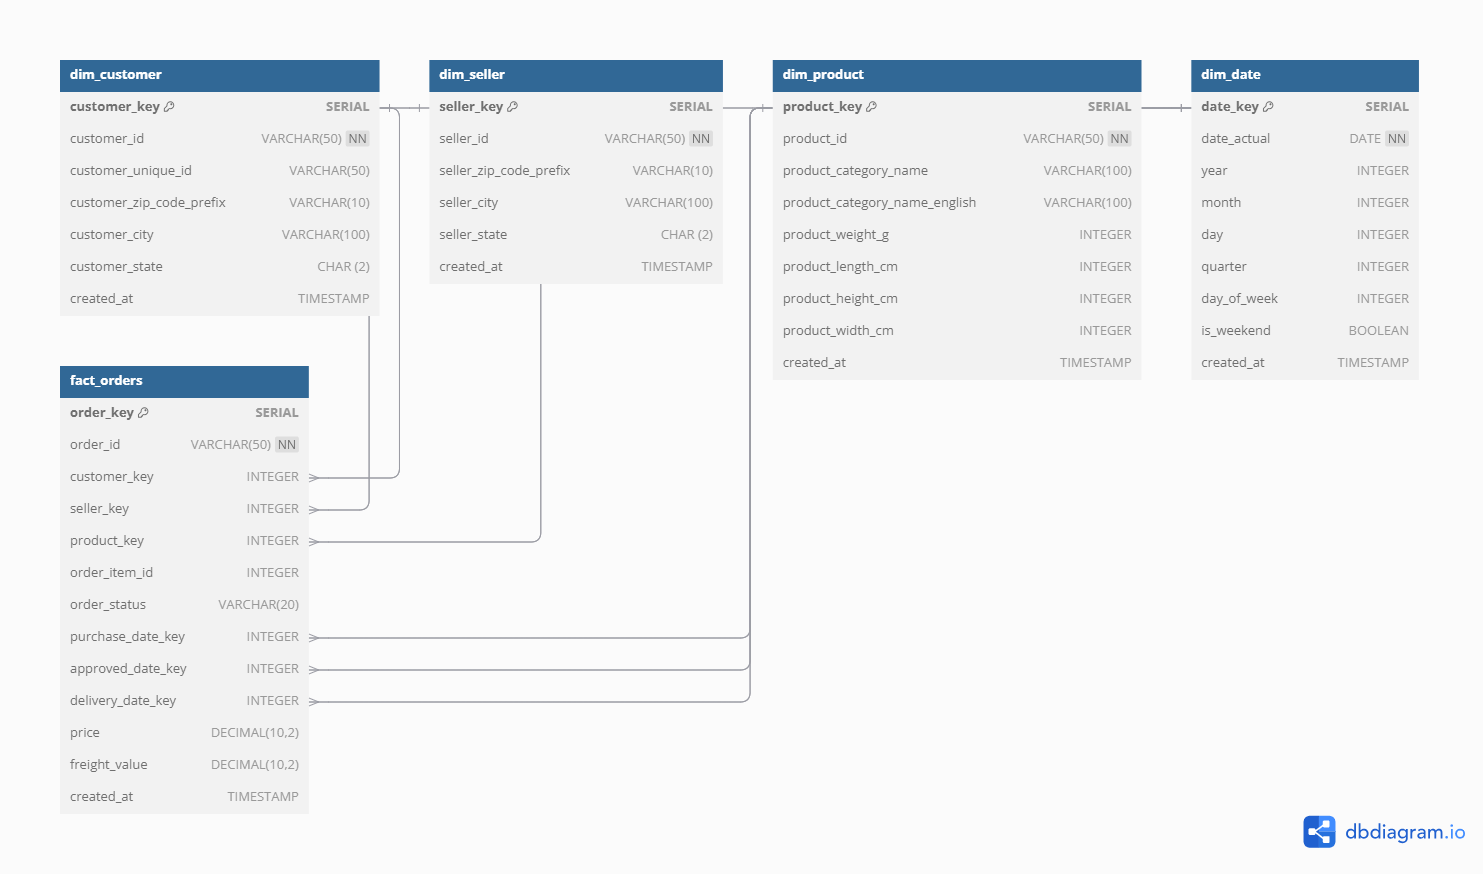 dim_customer
customer_key SERIAL
customer_id VARCHAR(50) NN
customer_unique_id VARCHAR(50)
customer_zip_code_prefix VARCHAR(10)
customer_city VARCHAR(100)
customer_state CHAR (2)
created_at TIMESTAMP
dim_seller
seller_key SERIAL
seller_id VARCHAR(50) NN
seller_zip_code_prefix VARCHAR(10)
seller_city VARCHAR(100)
seller_state CHAR (2)
created_at TIMESTAMP
dim_product
product_key SERIAL
product_id VARCHAR(50) NN
product_category_name VARCHAR(100)
product_category_name_english VARCHAR(100)
product_weight_g INTEGER
product_length_cm INTEGER
product_height_cm INTEGER
product_width_cm INTEGER
created_at TIMESTAMP
dim_date
date_key SERIAL
date_actual DATE NN
year INTEGER
month INTEGER
day INTEGER
quarter INTEGER
day_of_week INTEGER
is_weekend BOOLEAN
created_at TIMESTAMP
fact_orders
order_key SERIAL
order_id VARCHAR(50) NN
customer_key INTEGER
seller_key INTEGER
product_key INTEGER
order_item_id INTEGER
order_status VARCHAR(20)
purchase_date_key INTEGER
approved_date_key INTEGER
delivery_date_key INTEGER
price DECIMAL(10,2)
freight_value DECIMAL(10,2)
created_at TIMESTAMP
dbdiagram.io